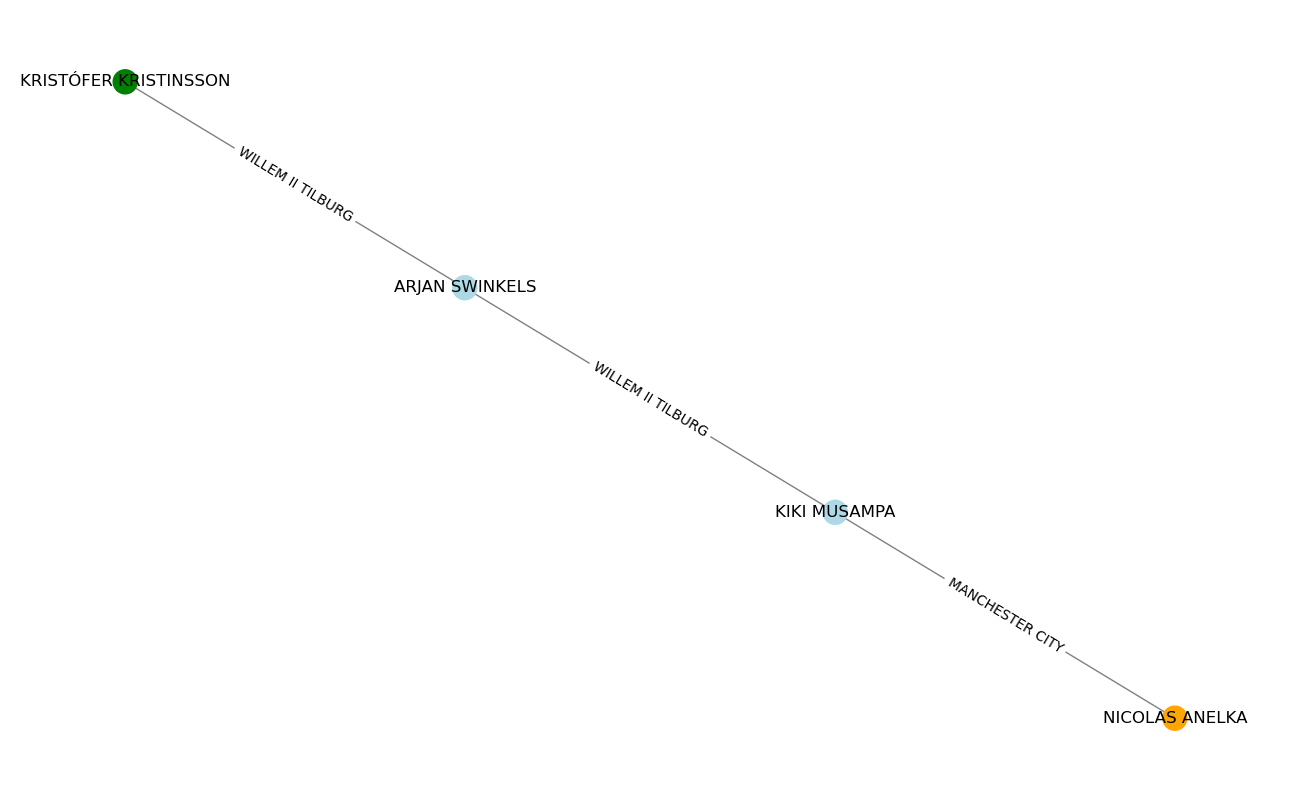 KRISTÓFER KRISTINSSON
WILLEM II TILBURG
ARJAN SWINKELS
WILLEM II TILBURG
KIKI MUSAMPA
MANCHESTER CITY
NICOLAS ANELKA